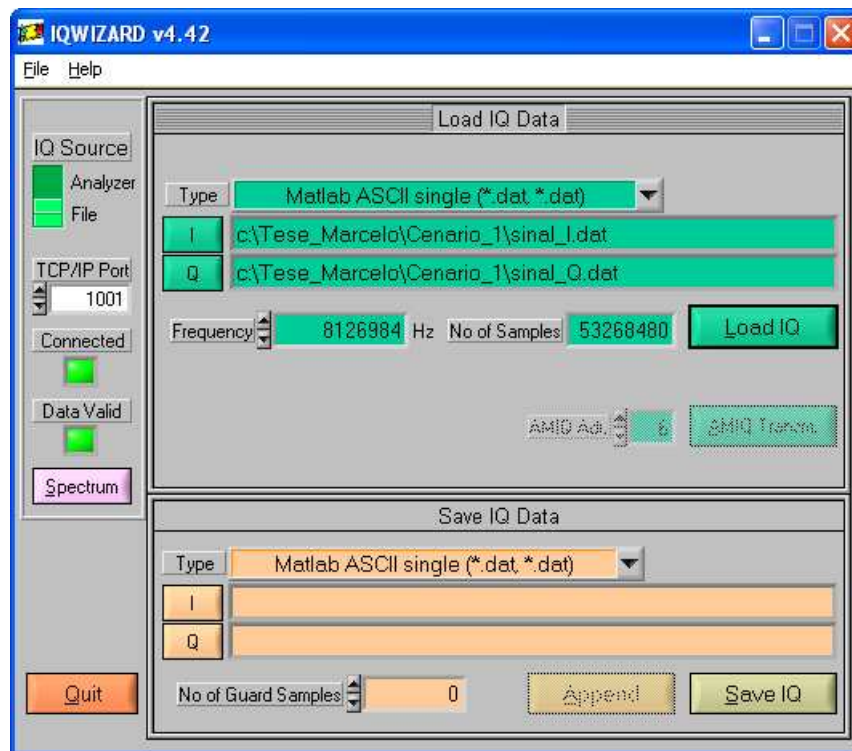 IQWIZARD v4.42
File Help
IQ Source
Analyzer
File
TCP/IP Port
1001
Connected
Data Valid
Spectrum
Quit
Load IQ Data
Type Matlab ASCII single (*.dat, *.dat)
I c:\Tese_Marcelo\Cenario_1\sinal_I.dat
Q c:\Tese_Marcelo\Cenario_1\sinal_Q.dat
Frequency 8126984 Hz No of Samples 53268480 Load IQ
AMIQ Adr. 6 AMIQ Transm.
Save IQ Data
Type Matlab ASCII single (*.dat, *.dat)
I
Q
No of Guard Samples 0 Append Save IQ